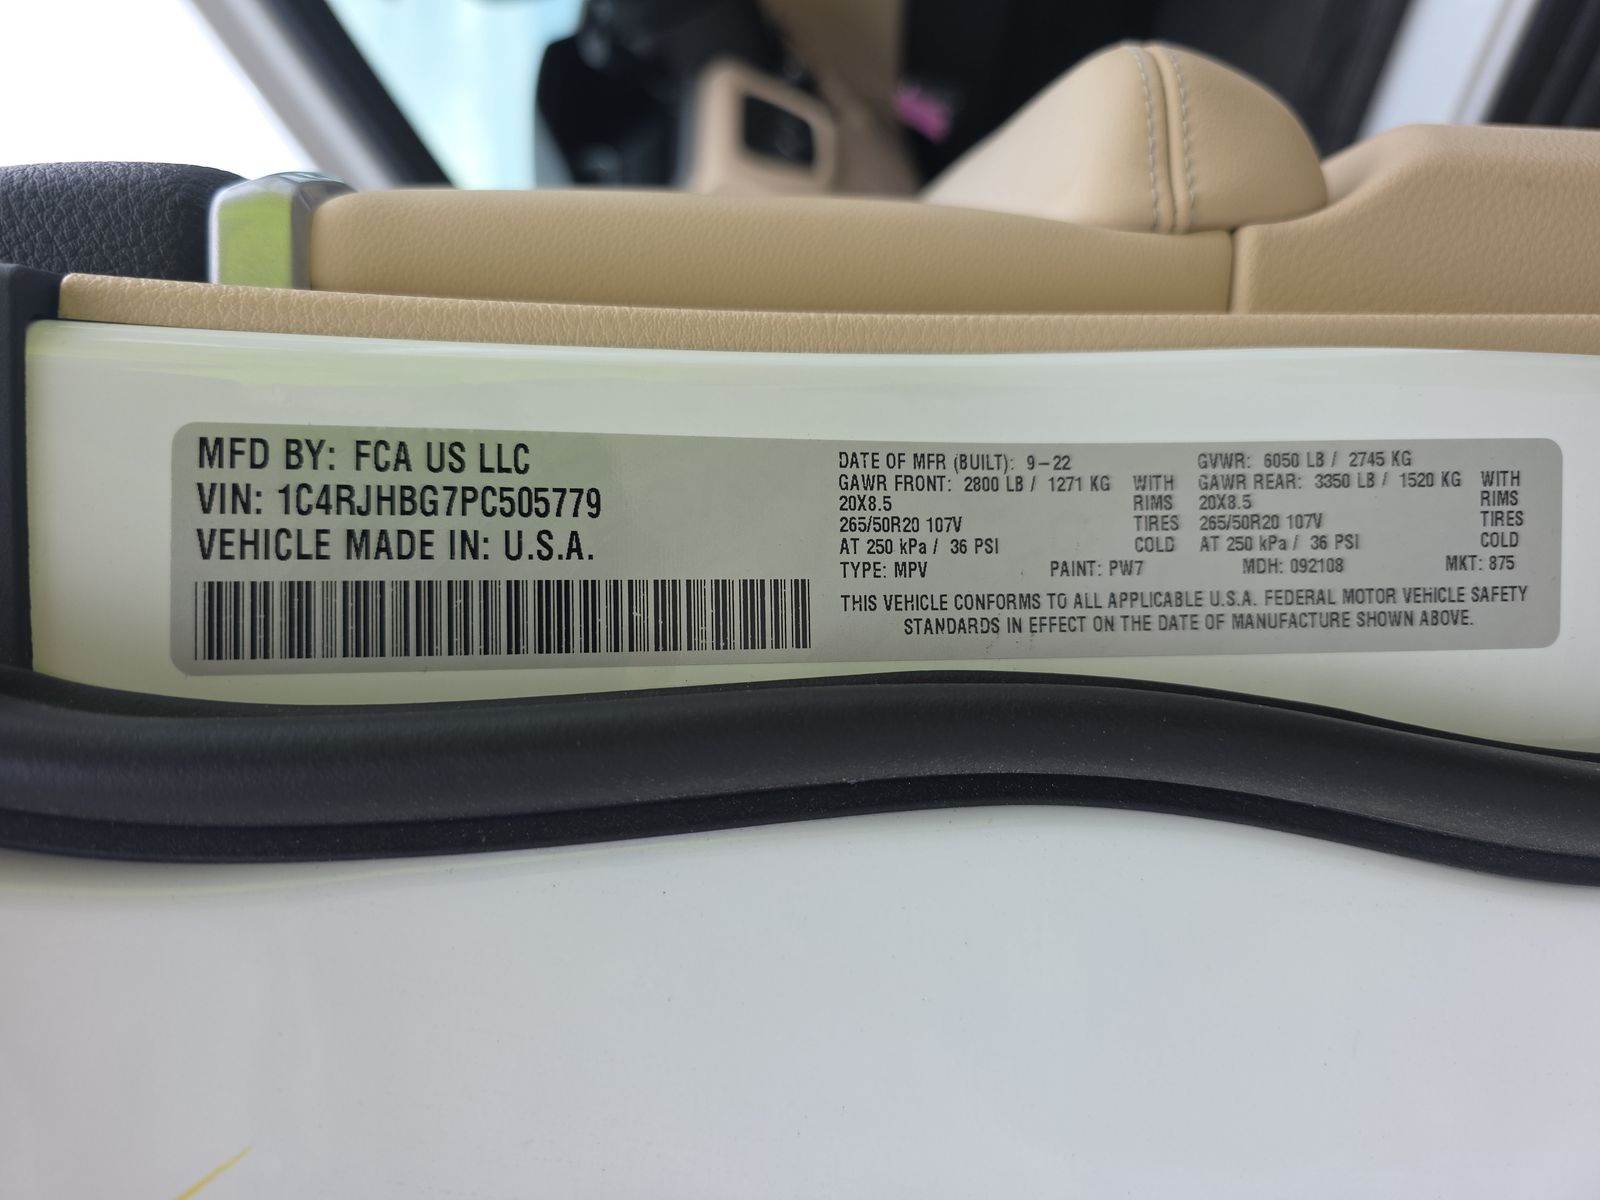 MFD BY: FCA US LLC
VIN: 1C4RJHBG7PC505779
VEHICLE MADE IN: U.S.A.
DATE OF MFR (BUILT): 9-22 GVWR: 6050 LB / 2745 KG
GAWR FRONT: 2800 LB / 1271 KG WITH GAWR REAR: 3350 LB / 1520 KG WITH
20X8.5 RIMS 20X8.5 RIMS
265/50R20 107V TIRES 265/50R20 107V TIRES
AT 250 kPa / 36 PSI COLD AT 250 kPa / 36 PSI COLD
TYPE: MPV PAINT: PW7 MDH: 092108 MKT: 875
THIS VEHICLE CONFORMS TO ALL APPLICABLE U.S.A. FEDERAL MOTOR VEHICLE SAFETY
STANDARDS IN EFFECT ON THE DATE OF MANUFACTURE SHOWN ABOVE.